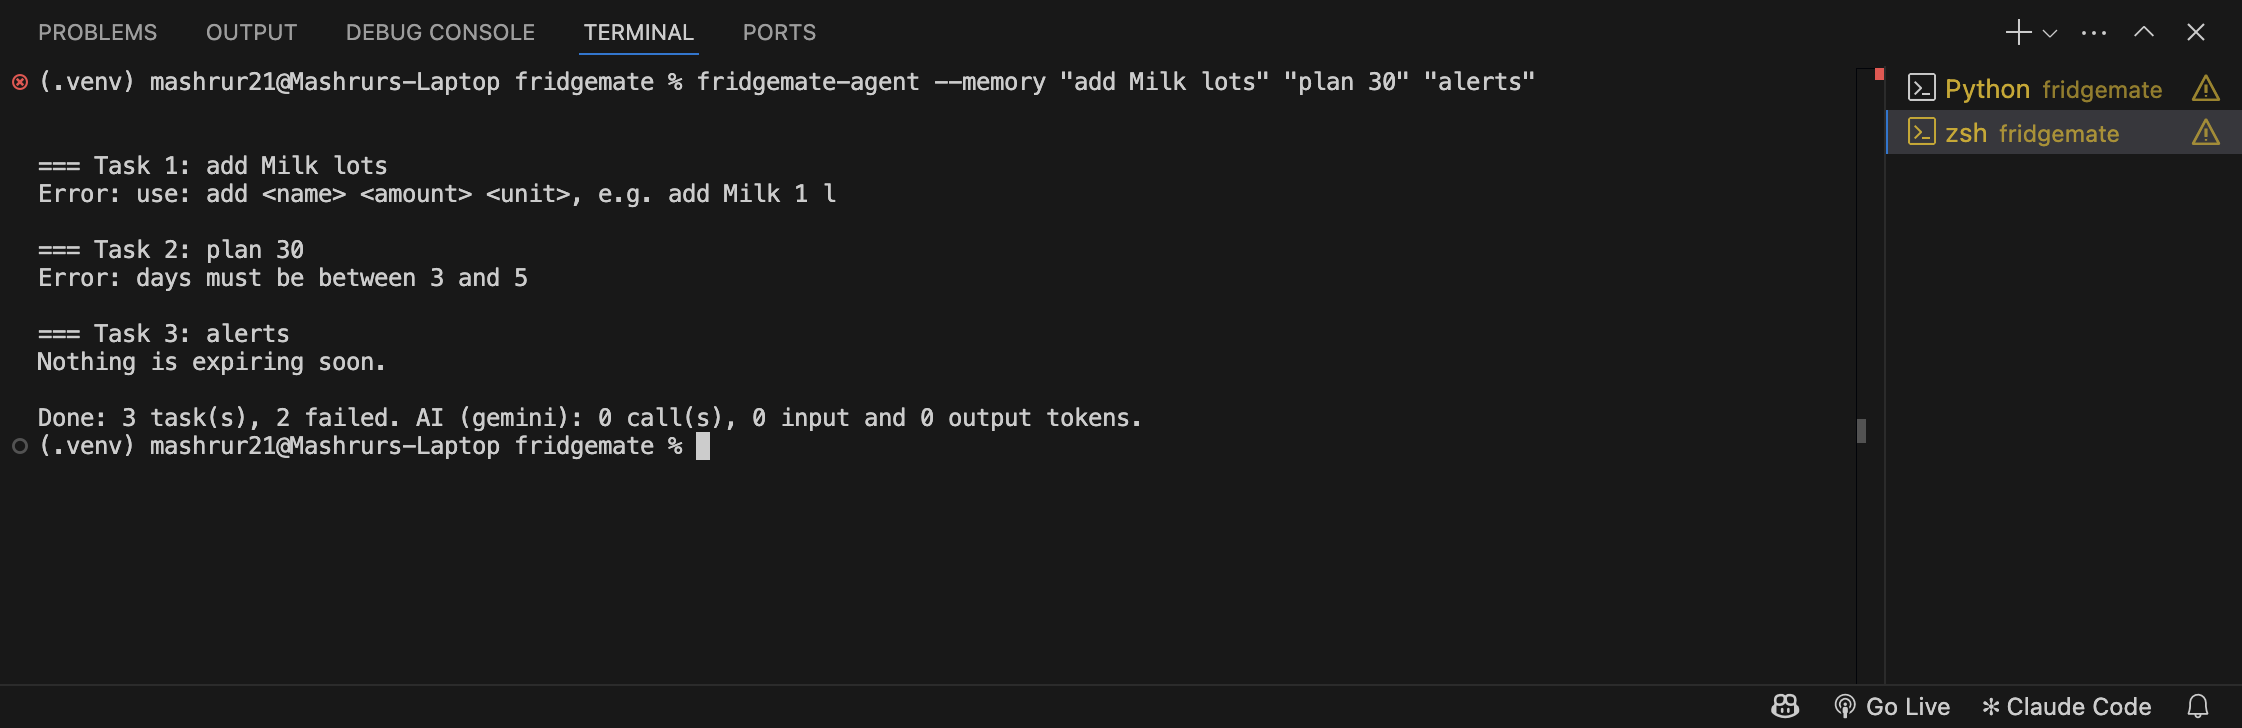 PROBLEMS OUTPUT DEBUG CONSOLE TERMINAL PORTS
(.venv) mashrur21@Mashrurs-Laptop fridgemate % fridgemate-agent --memory "add Milk lots" "plan 30" "alerts"
=== Task 1: add Milk lots
Error: use: add <name> <amount> <unit>, e.g. add Milk 1 l
=== Task 2: plan 30
Error: days must be between 3 and 5
=== Task 3: alerts
Nothing is expiring soon.
Done: 3 task(s), 2 failed. AI (gemini): 0 call(s), 0 input and 0 output tokens.
(.venv) mashrur21@Mashrurs-Laptop fridgemate %
Python fridgemate
zsh fridgemate
Go Live Claude Code